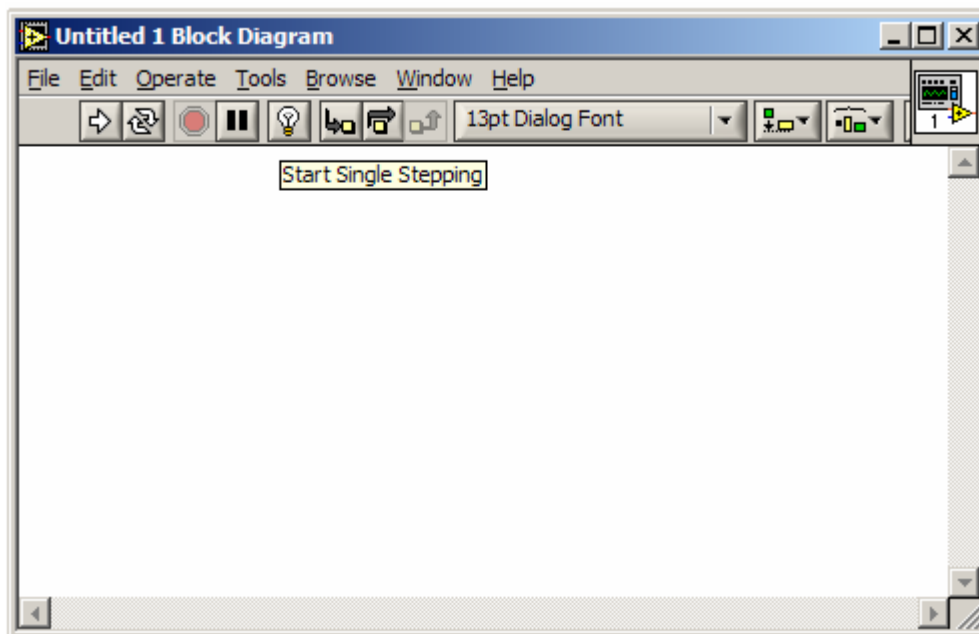 Untitled 1 Block Diagram
File Edit Operate Tools Browse Window Help
13pt Dialog Font
1
Start Single Stepping